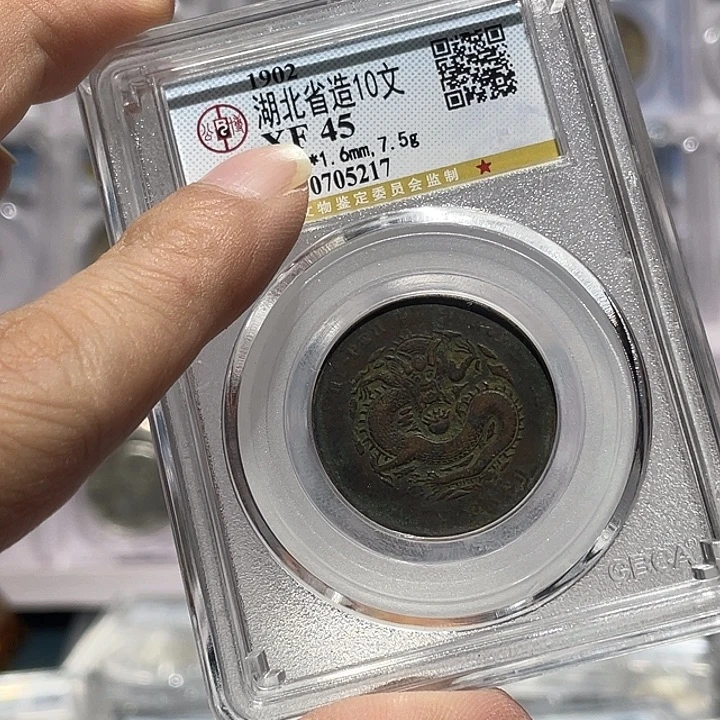 1902
湖北省造10文
XF 45
*1.6mm, 7.5g
0705217
文物鉴定委员会监制
GBCA